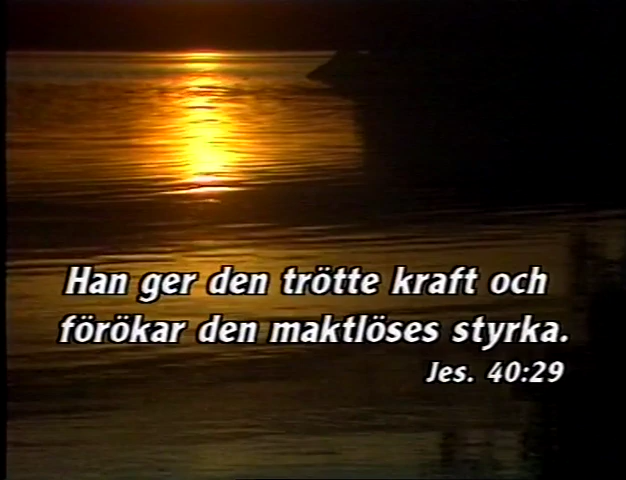 Han ger den trötte kraft och
förökar den maktlöses styrka.
Jes. 40:29